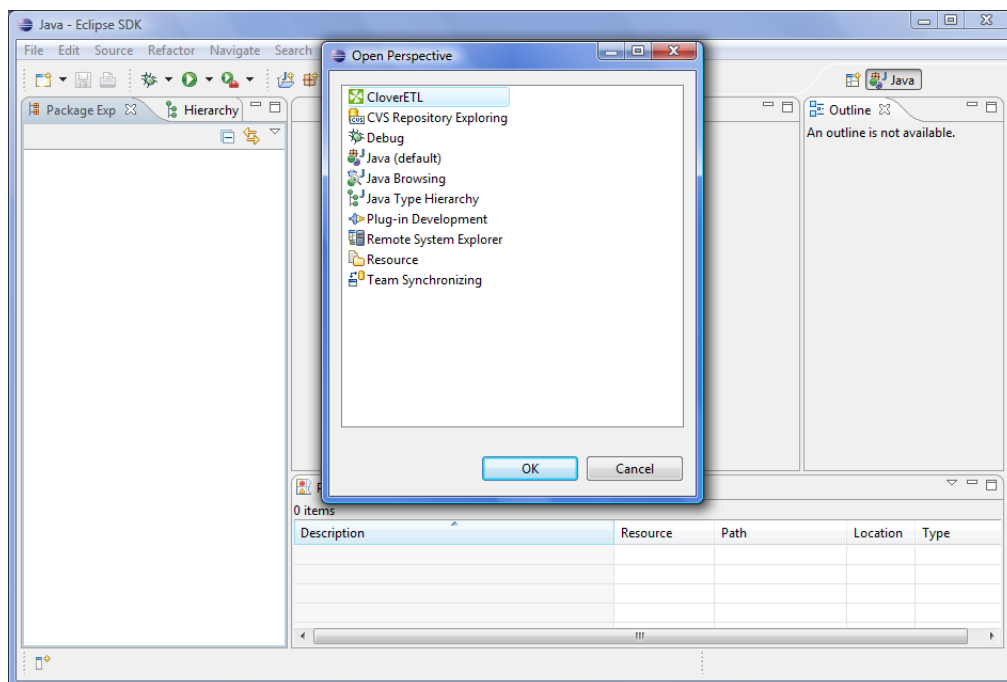 Java - Eclipse SDK
File Edit Source Refactor Navigate Search
Open Perspective
Java
Package Exp
Hierarchy
Outline
An outline is not available.
CloverETL
CVS Repository Exploring
Debug
Java (default)
Java Browsing
Java Type Hierarchy
Plug-in Development
Remote System Explorer
Resource
Team Synchronizing
OK Cancel
0 items
Description Resource Path Location Type